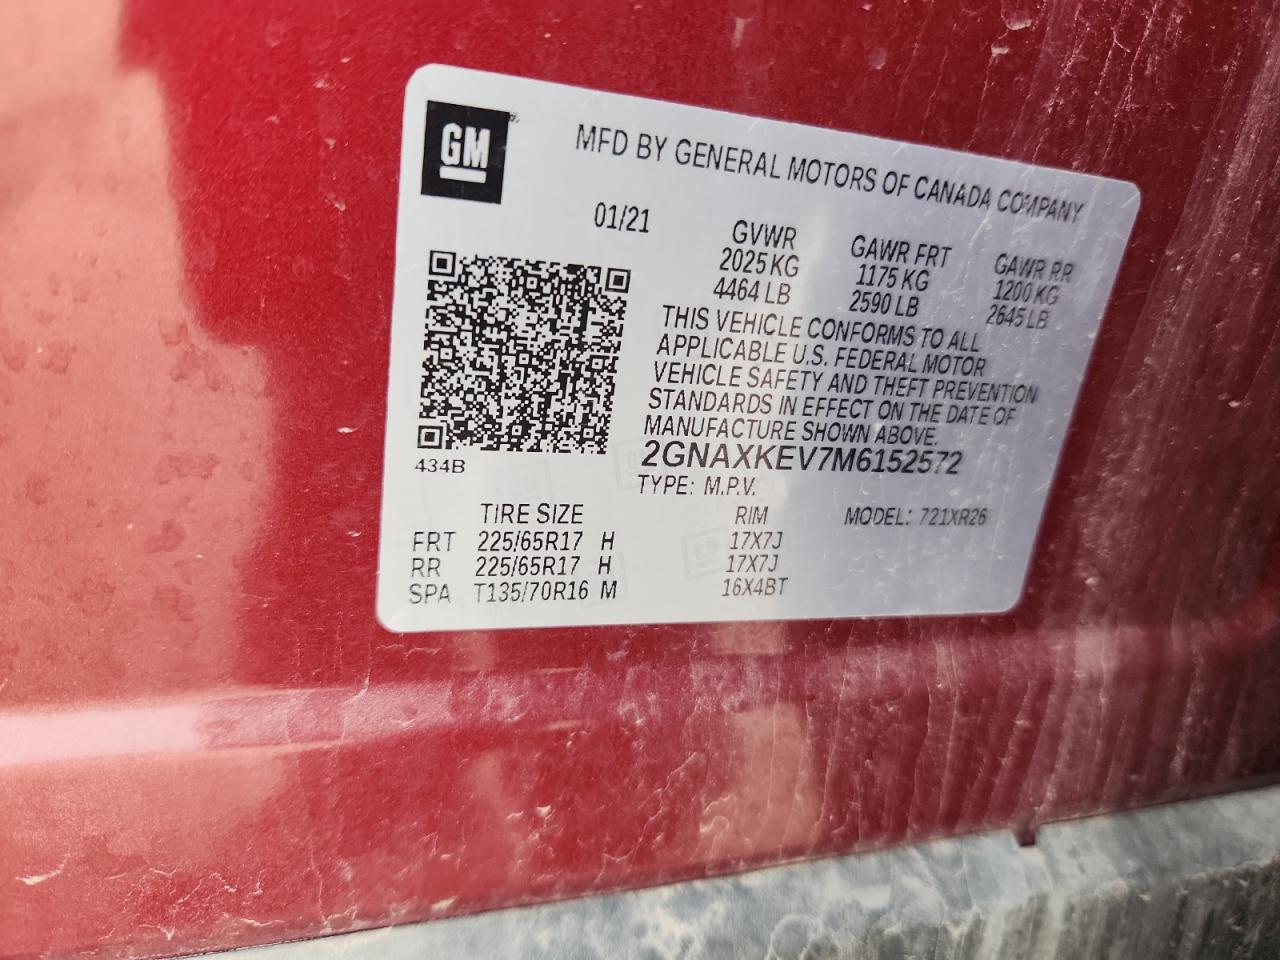 GM
MFD BY GENERAL MOTORS OF CANADA COMPANY
01/21
GVWR GAWR FRT GAWR RR
2025 KG 1175 KG 1200 KG
4464 LB 2590 LB 2645 LB
THIS VEHICLE CONFORMS TO ALL
APPLICABLE U.S. FEDERAL MOTOR
VEHICLE SAFETY AND THEFT PREVENTION
STANDARDS IN EFFECT ON THE DATE OF
MANUFACTURE SHOWN ABOVE.
2GNAXKEV7M6152572
434B
TYPE: M.P.V.
TIRE SIZE RIM MODEL: 721XR26
FRT 225/65R17 H 17X7J
RR 225/65R17 H 17X7J
SPA T135/70R16 M 16X4BT